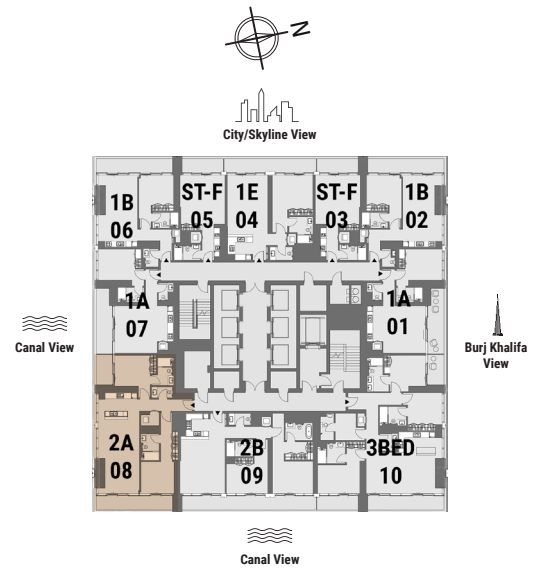 N
City/Skyline View
1B
06
ST-F
05
1E
04
ST-F
03
1B
02
1A
07
1A
01
Canal View
Burj Khalifa
View
2A
08
2B
09
3BED
10
Canal View